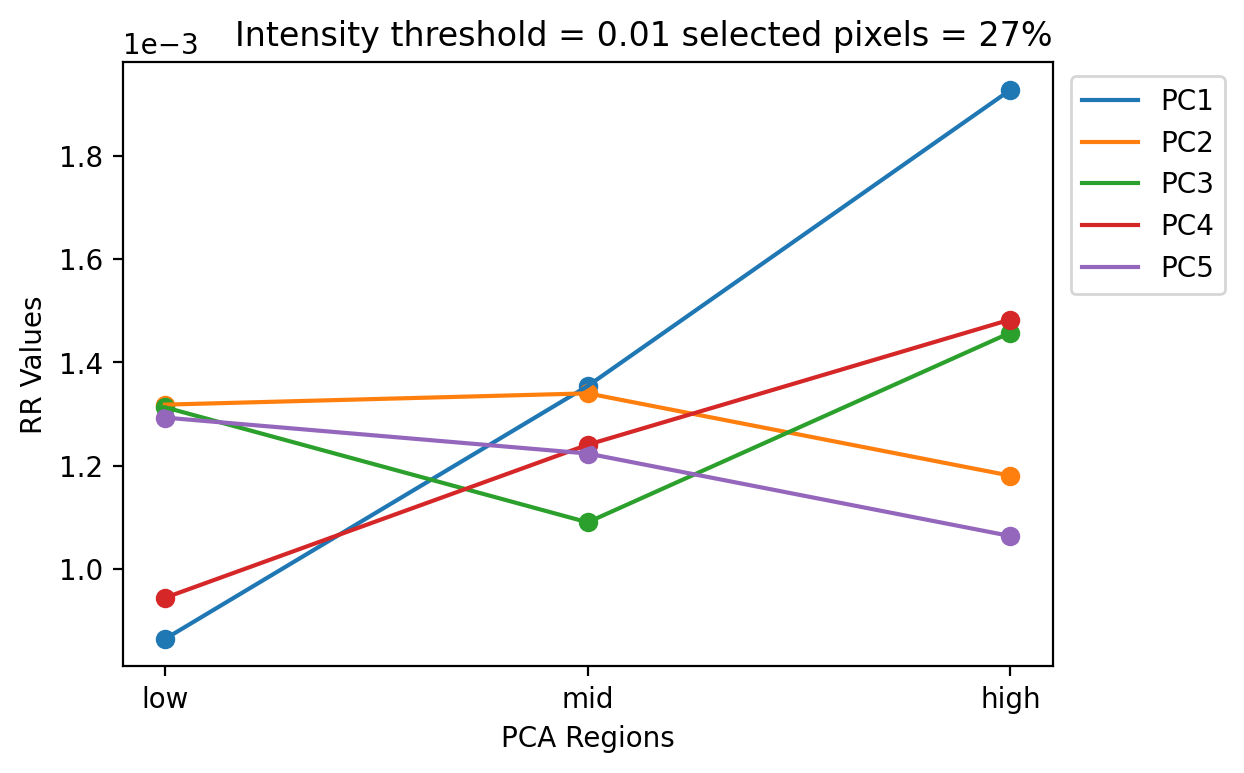 Intensity threshold = 0.01 selected pixels = 27%
1e−3
1.8
1.6
1.4
1.2
1.0
RR Values
low
mid
high
PCA Regions
PC1
PC2
PC3
PC4
PC5